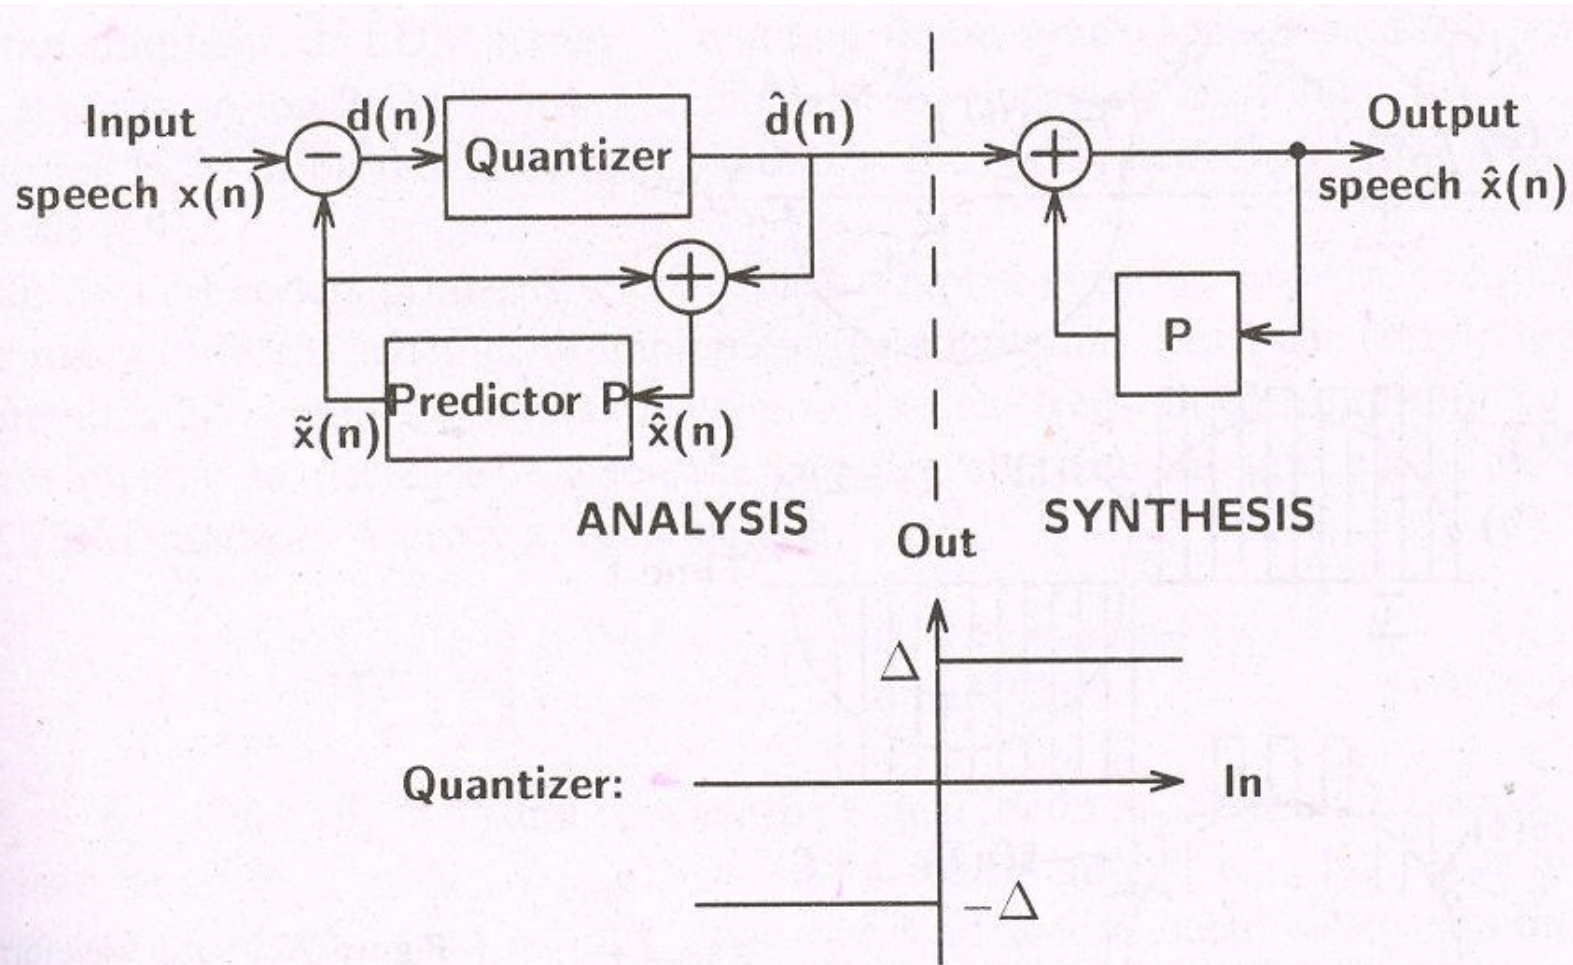 Input
speech x(n)
−
d(n)
Quantizer
d̂(n)
+
Output
speech x̂(n)
+
P
Predictor P
x̃(n)
x̂(n)
ANALYSIS
Out
SYNTHESIS
Δ
Quantizer:
In
−Δ